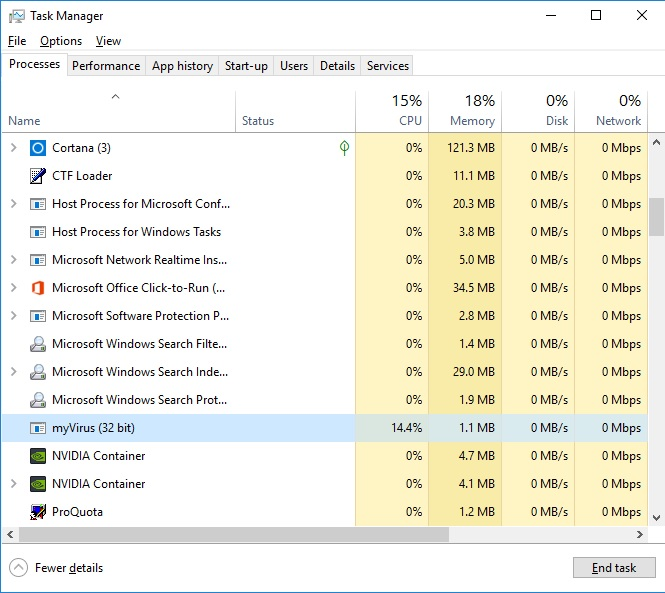 Task Manager
File Options View
Processes Performance App history Start-up Users Details Services
15% 18% 0% 0%
Name Status CPU Memory Disk Network
Cortana (3) 0% 121.3 MB 0 MB/s 0 Mbps
CTF Loader 0% 11.1 MB 0 MB/s 0 Mbps
Host Process for Microsoft Conf... 0% 20.3 MB 0 MB/s 0 Mbps
Host Process for Windows Tasks 0% 3.8 MB 0 MB/s 0 Mbps
Microsoft Network Realtime Ins... 0% 5.0 MB 0 MB/s 0 Mbps
Microsoft Office Click-to-Run (... 0% 34.5 MB 0 MB/s 0 Mbps
Microsoft Software Protection P... 0% 2.8 MB 0 MB/s 0 Mbps
Microsoft Windows Search Filte... 0% 1.4 MB 0 MB/s 0 Mbps
Microsoft Windows Search Inde... 0% 29.0 MB 0 MB/s 0 Mbps
Microsoft Windows Search Prot... 0% 1.9 MB 0 MB/s 0 Mbps
myVirus (32 bit) 14.4% 1.1 MB 0 MB/s 0 Mbps
NVIDIA Container 0% 4.7 MB 0 MB/s 0 Mbps
NVIDIA Container 0% 4.1 MB 0 MB/s 0 Mbps
ProQuota 0% 1.2 MB 0 MB/s 0 Mbps
Fewer details End task